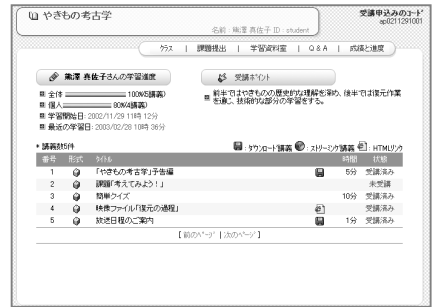 やきもの考古学
受講申込みのコード
ap0211291001
名前 : 熊澤 真佐子 ID : student
クラス | 課題提出 | 学習資料室 | Q & A | 成績と進度
熊澤 真佐子さんの学習進度
全体 100%(5講義)
個人 80%(4講義)
学習開始日: 2002/11/29 11時 12分
最近の学習日: 2003/02/28 10時 36分
受講ポイント
前半ではやきものの歴史的な理解を深め、後半では復元作業を通じ、技術的な部分の学習をする。
* 講義数5件
: ダウンロード講義 : ストリーミング講義 : HTMLリンク
番号 形式 タイトル 時間 状態
1 「やきもの考古学」予告編 5分 受講済み
2 課題「考えてみよう！」 未受講
3 簡単クイズ 10分 受講済み
4 映像ファイル「復元の過程」 受講済み
5 放送日程のご案内 1分 受講済み
[ 前のページ | 次のページ ]